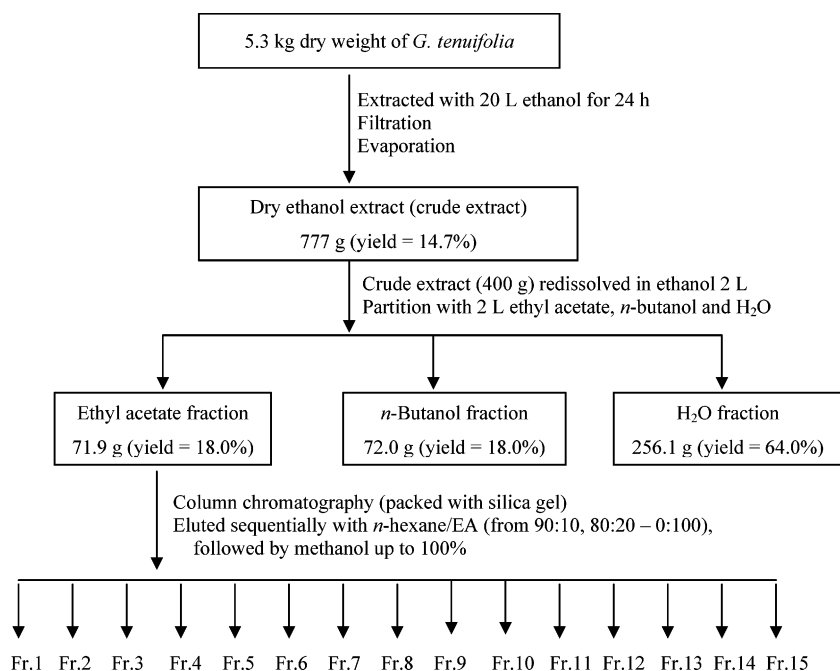 5.3 kg dry weight of G. tenuifolia
Extracted with 20 L ethanol for 24 h
Filtration
Evaporation
Dry ethanol extract (crude extract)
777 g (yield = 14.7%)
Crude extract (400 g) redissolved in ethanol 2 L
Partition with 2 L ethyl acetate, n-butanol and H₂O
Ethyl acetate fraction
71.9 g (yield = 18.0%)
n-Butanol fraction
72.0 g (yield = 18.0%)
H₂O fraction
256.1 g (yield = 64.0%)
Column chromatography (packed with silica gel)
Eluted sequentially with n-hexane/EA (from 90:10, 80:20 – 0:100),
followed by methanol up to 100%
Fr.1 Fr.2 Fr.3 Fr.4 Fr.5 Fr.6 Fr.7 Fr.8 Fr.9 Fr.10 Fr.11 Fr.12 Fr.13 Fr.14 Fr.15